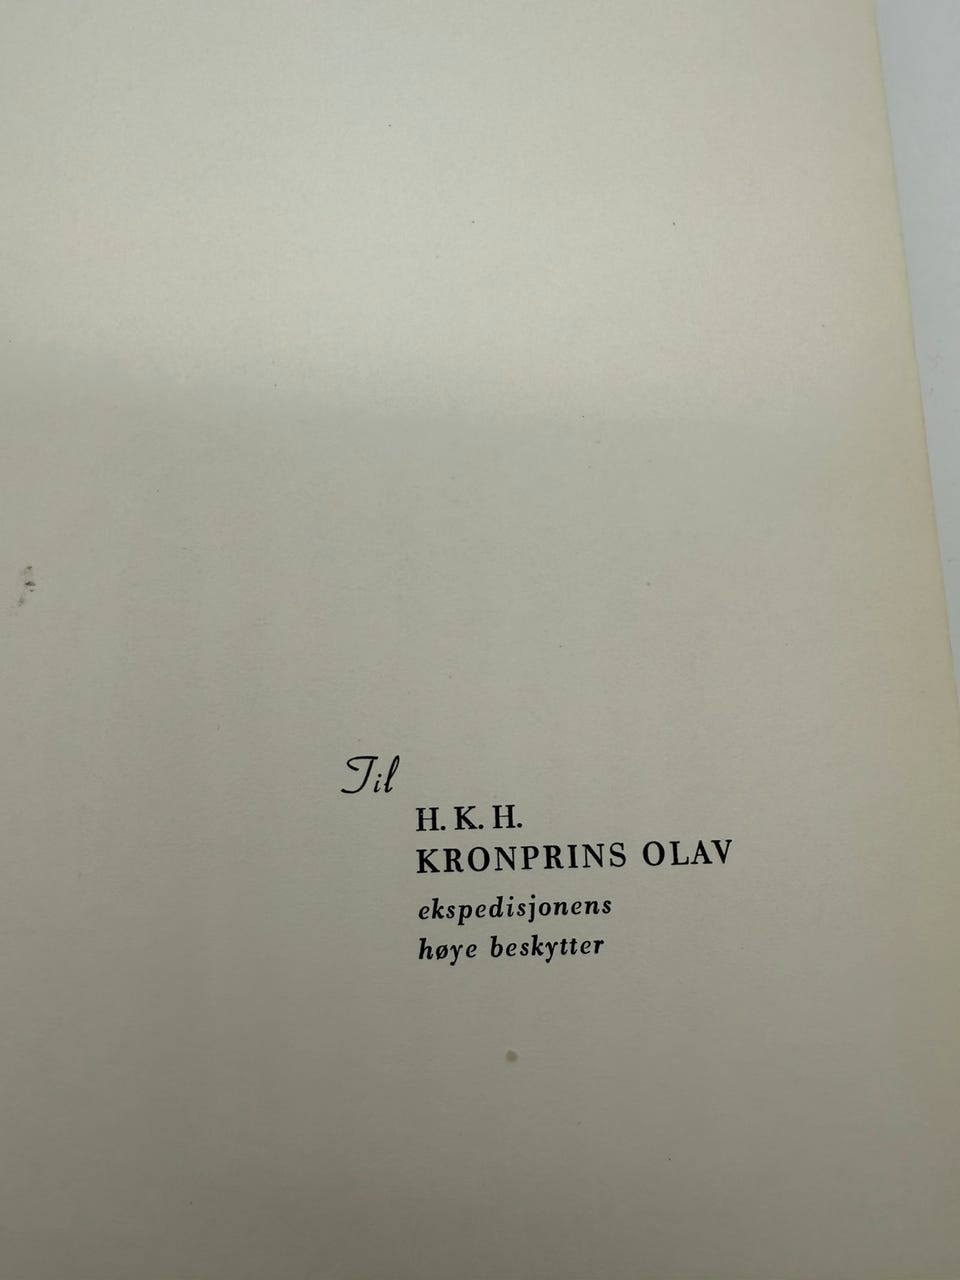 Til
H. K. H.
KRONPRINS OLAV
ekspedisjonens
høye beskytter